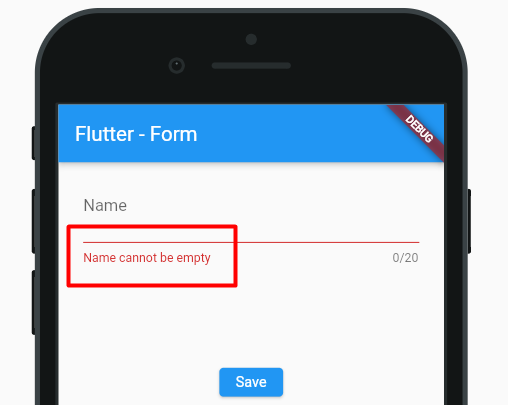 Flutter - Form
DEBUG
Name
Name cannot be empty
0/20
Save